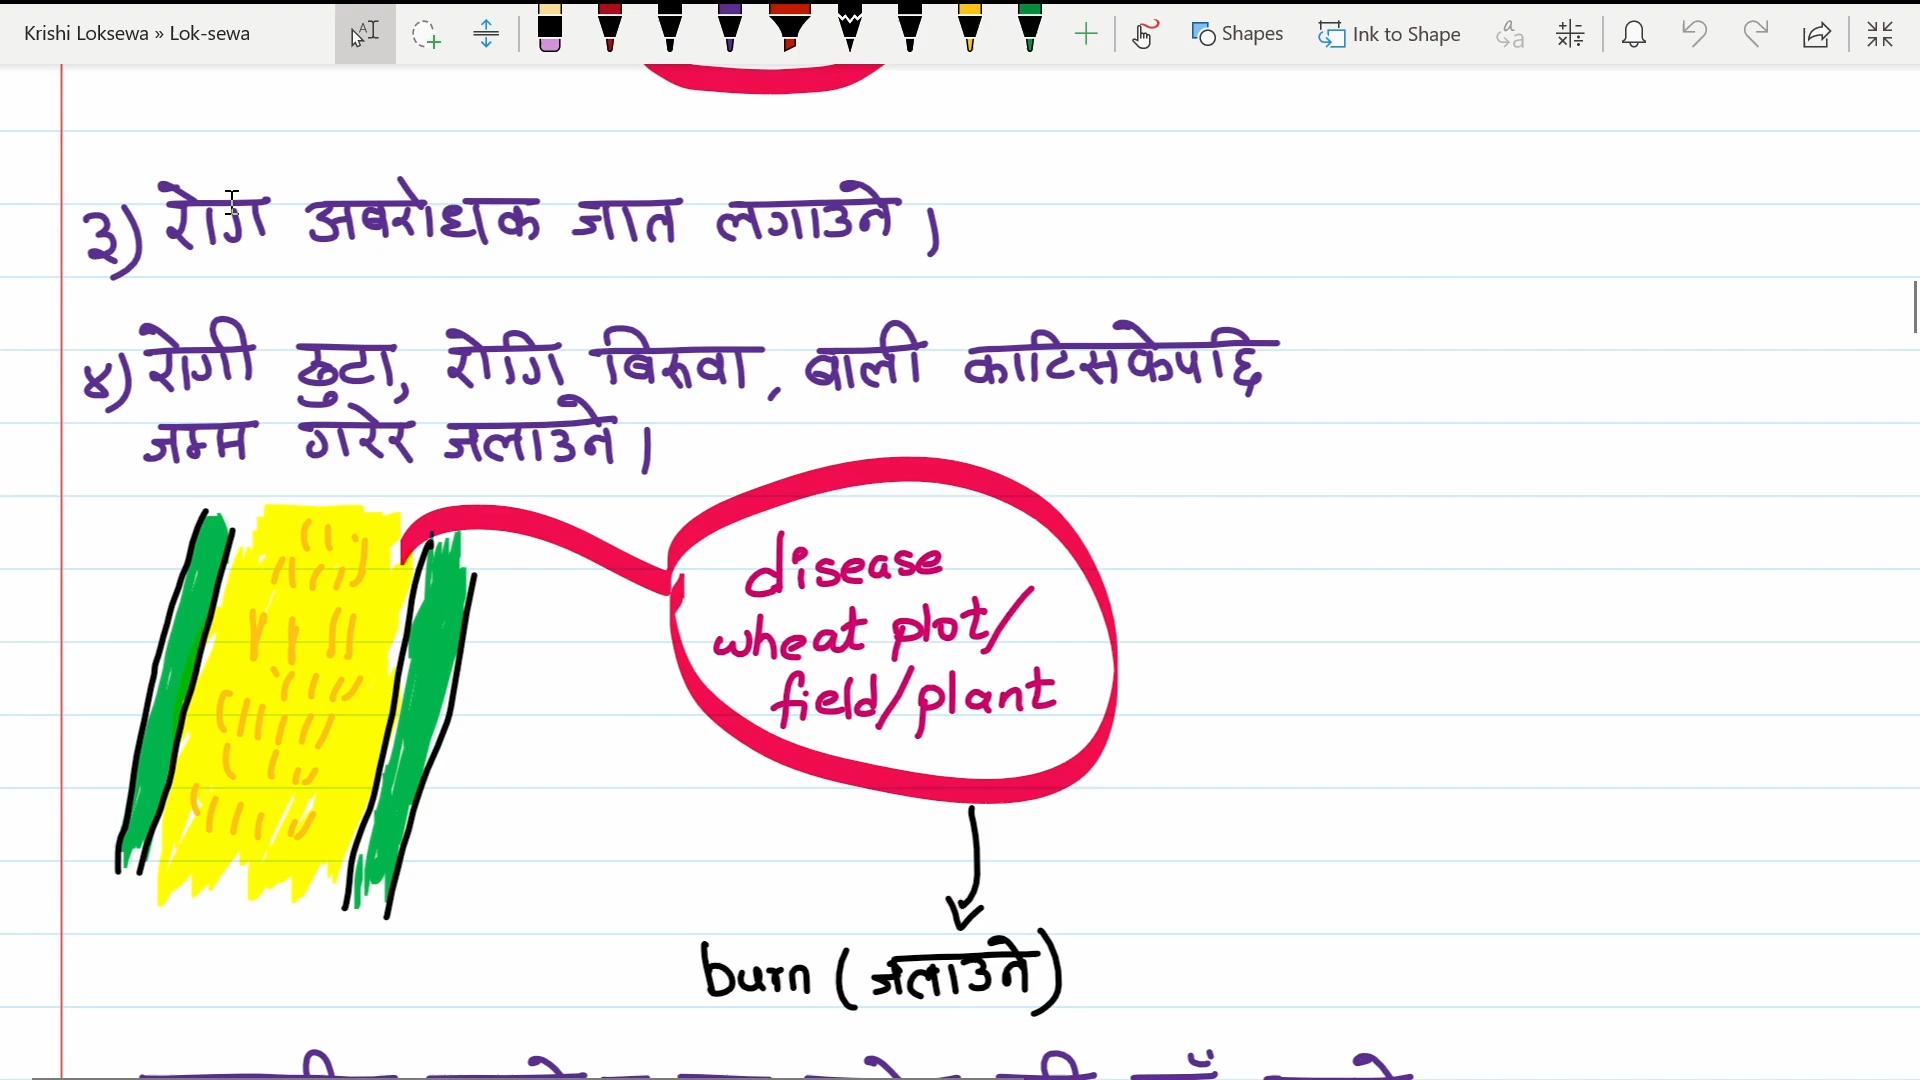 Krishi Loksewa » Lok-sewa
Shapes
Ink to Shape
३) रोग अवरोधक जात लगाउने ।
४) रोगी ठुटा, रोगि बिरुवा, बाली काटिसकेपछि
जम्म गरेर जलाउने ।
disease
wheat plot/
field/plant
burn (जलाउने)